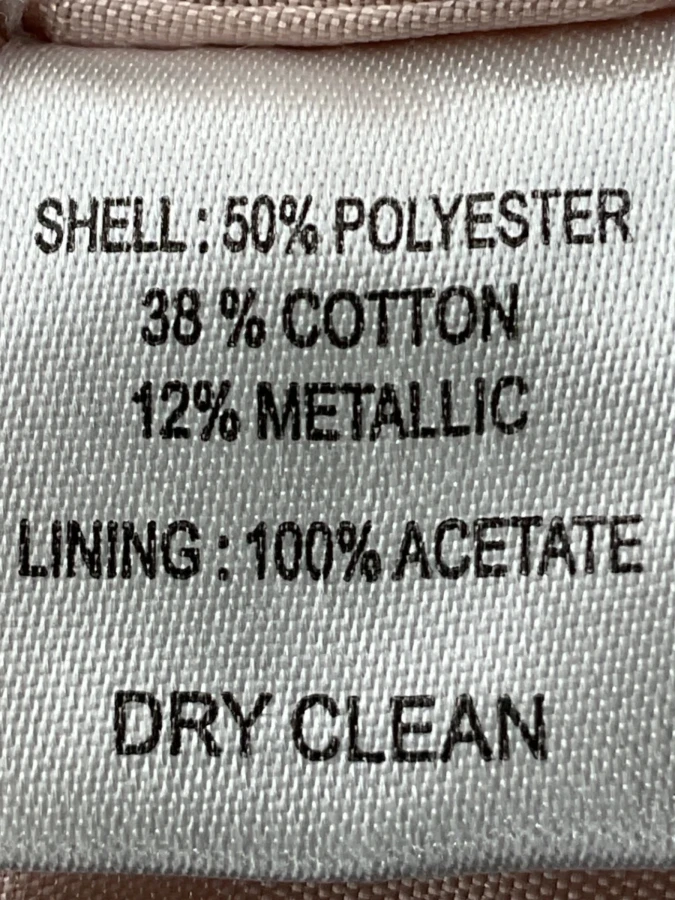 SHELL : 50% POLYESTER
38 % COTTON
12% METALLIC
LINING : 100% ACETATE
DRY CLEAN